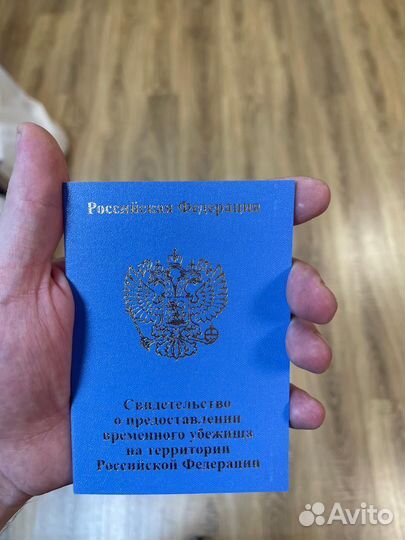 Российская Федерация
Свидетельство
о предоставлении
временного убежища
на территории
Российской Федерации
Avito